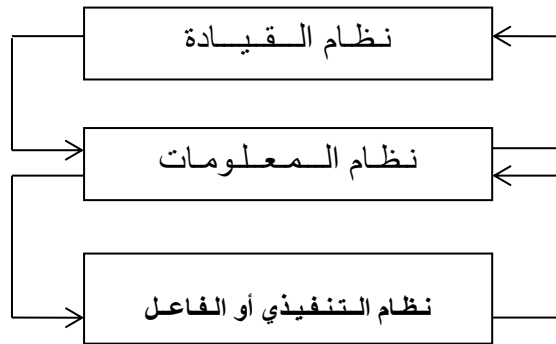 نظام القيادة
نظام المعلومات
نظام التنفيذي أو الفاعل